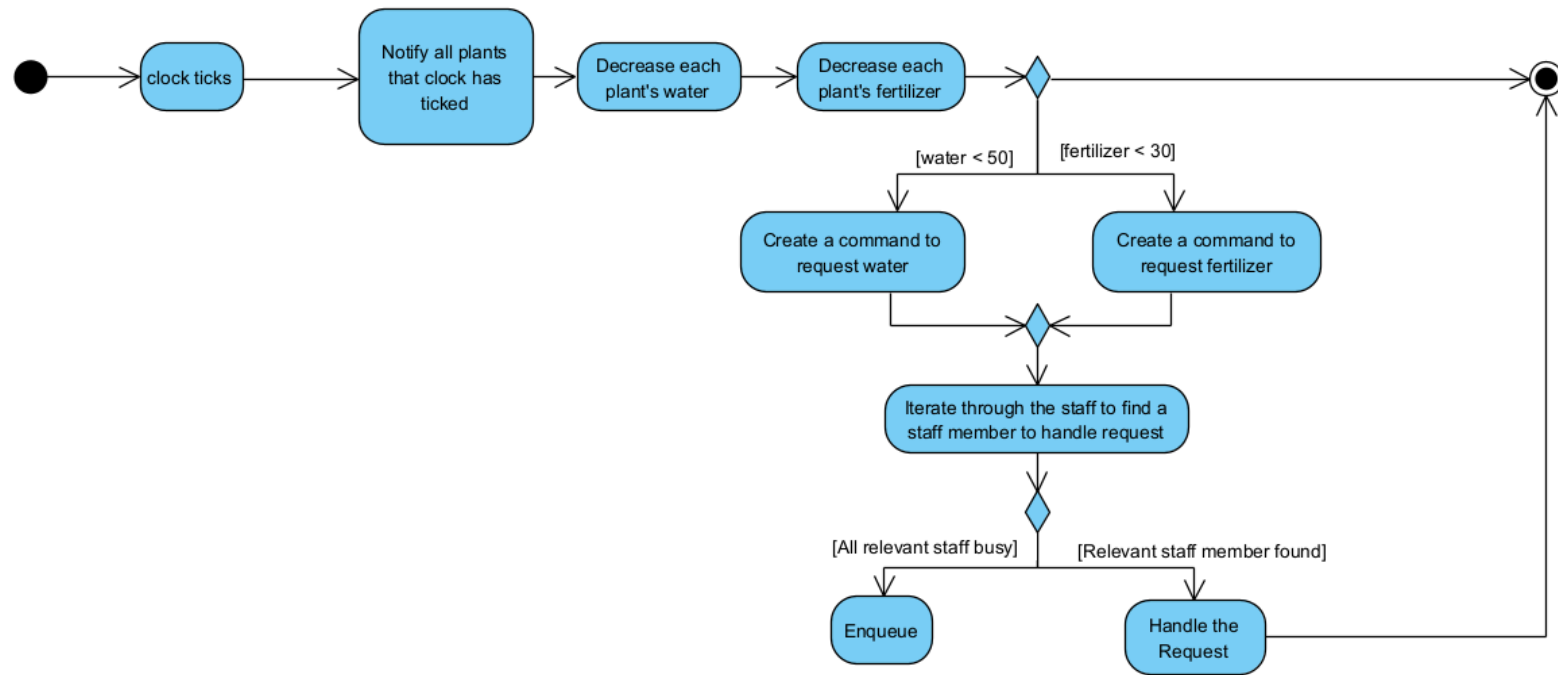 clock ticks
Notify all plants
that clock has
ticked
Decrease each
plant's water
Decrease each
plant's fertilizer
[water < 50]
[fertilizer < 30]
Create a command to
request water
Create a command to
request fertilizer
Iterate through the staff to find a
staff member to handle request
[All relevant staff busy]
[Relevant staff member found]
Enqueue
Handle the
Request